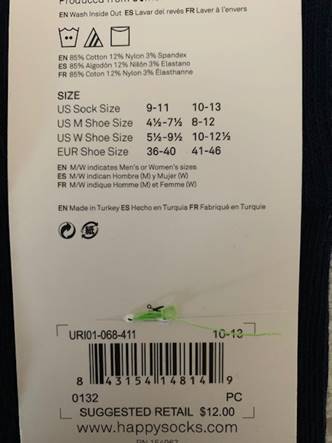 Produced from
EN Wash Inside Out ES Lavar del revés FR Laver à l'envers
EN 85% Cotton 12% Nylon 3% Spandex
ES 85% Algodón 12% Nilón 3% Elastano
FR 85% Coton 12% Nylon 3% Élasthanne
SIZE
US Sock Size 9-11 10-13
US M Shoe Size 4½-7½ 8-12
US W Shoe Size 5½-9½ 10-12½
EUR Shoe Size 36-40 41-46
EN M/W indicates Men's or Women's sizes
ES M/W indican Hombre (M) y Mujer (W)
FR M/W indique Homme (M) et Femme (W)
EN Made in Turkey ES Hecho en Turquía FR Fabriqué en Turquie
URI01-068-411 10-13
8 43154 14814 9
0132 PC
SUGGESTED RETAIL $12.00
www.happysocks.com